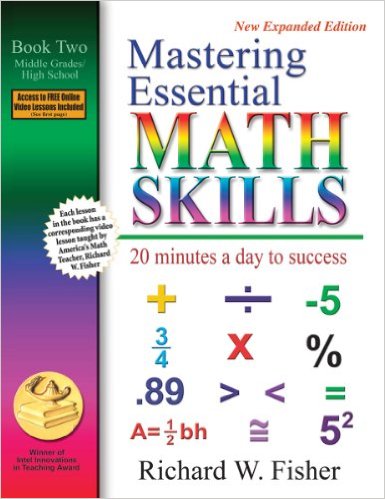 New Expanded Edition
Book Two
Middle Grades/
High School
Access to FREE Online
Video Lessons Included
(See first page)
Mastering
Essential
MATH
SKILLS
Each lesson
in the book has a
corresponding video
lesson taught by
America's Math
Teacher, Richard
W. Fisher
20 minutes a day to success
+ ÷ -5
3/4 x %
.89 > < =
A=½bh ≅ 5²
Winner of
Intel Innovations
in Teaching Award
Richard W. Fisher